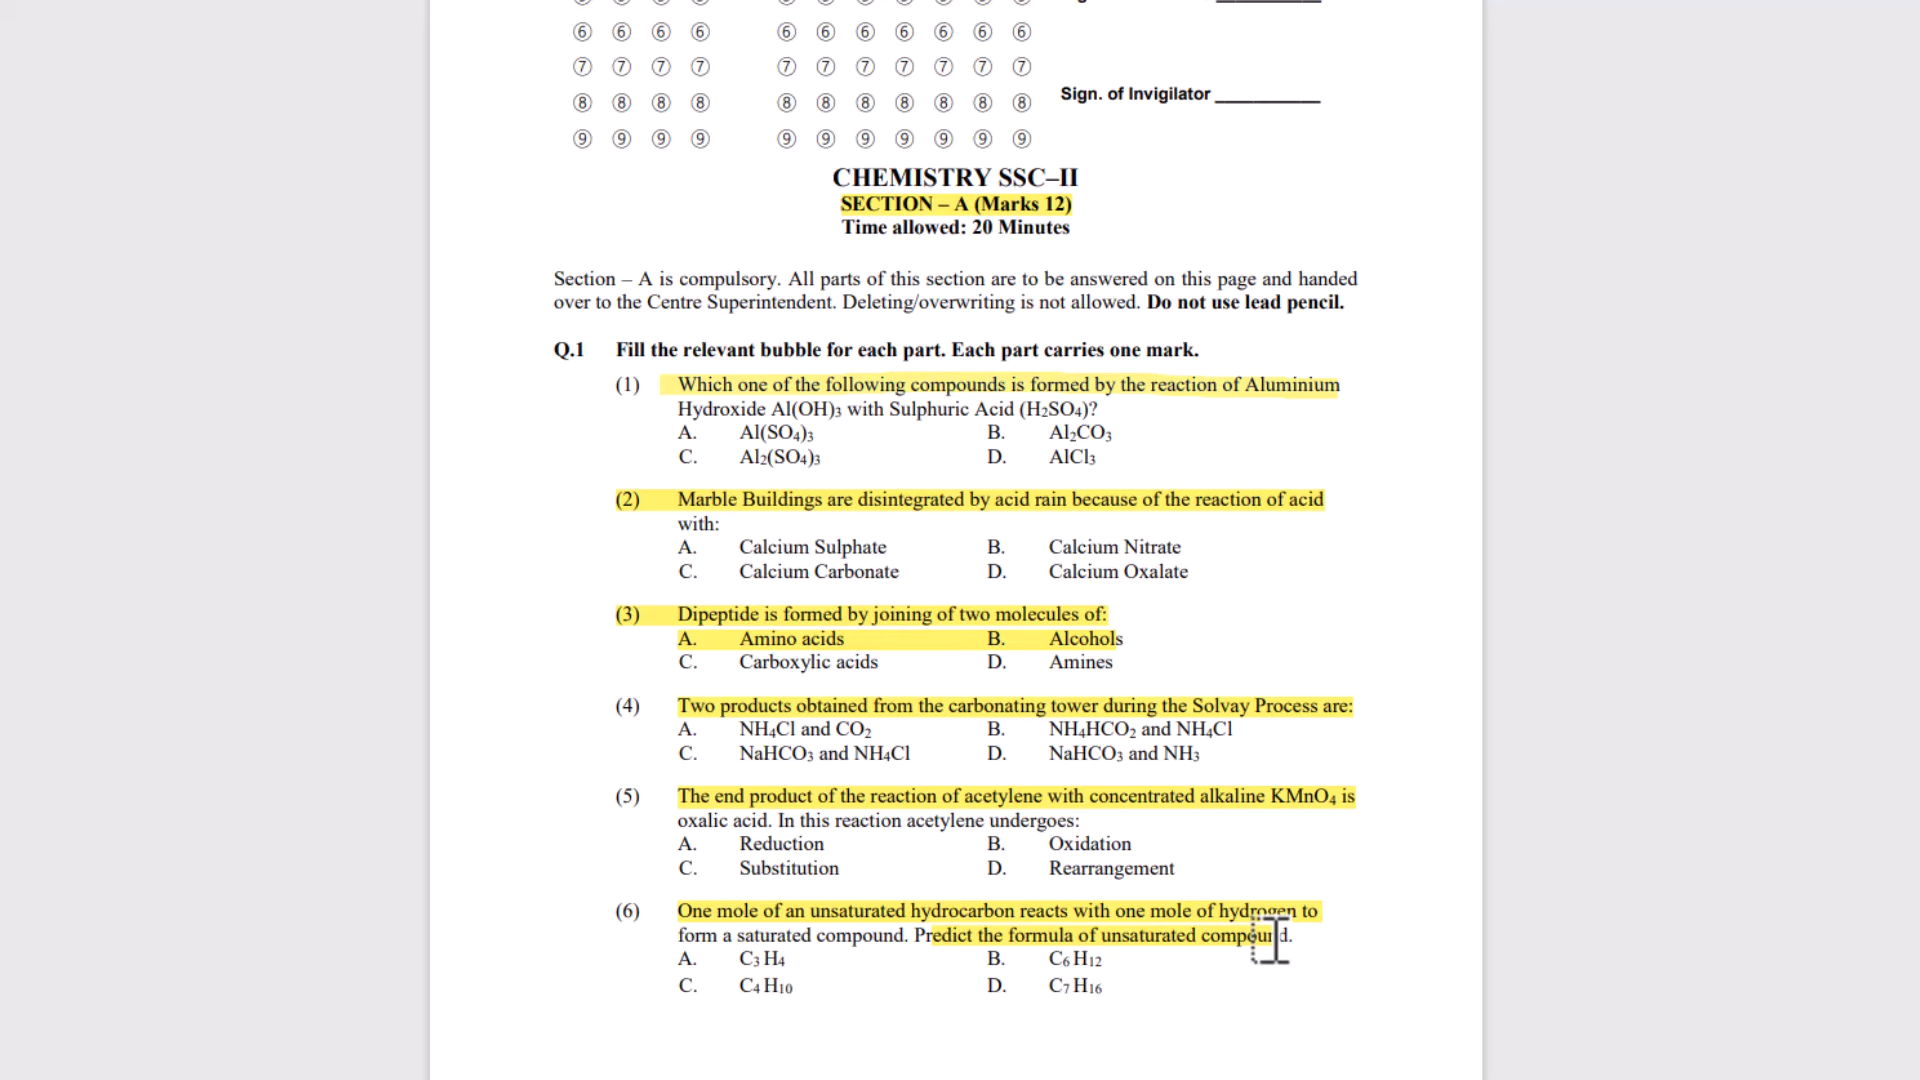 ⑥ ⑥ ⑥ ⑥ ⑥ ⑥ ⑥ ⑥ ⑥ ⑥ ⑥
⑦ ⑦ ⑦ ⑦ ⑦ ⑦ ⑦ ⑦ ⑦ ⑦ ⑦
⑧ ⑧ ⑧ ⑧ ⑧ ⑧ ⑧ ⑧ ⑧ ⑧ ⑧
Sign. of Invigilator ___________
⑨ ⑨ ⑨ ⑨ ⑨ ⑨ ⑨ ⑨ ⑨ ⑨ ⑨
CHEMISTRY SSC–II
SECTION – A (Marks 12)
Time allowed: 20 Minutes
Section – A is compulsory. All parts of this section are to be answered on this page and handed
over to the Centre Superintendent. Deleting/overwriting is not allowed. Do not use lead pencil.
Q.1 Fill the relevant bubble for each part. Each part carries one mark.
(1) Which one of the following compounds is formed by the reaction of Aluminium
Hydroxide Al(OH)₃ with Sulphuric Acid (H₂SO₄)?
A. Al(SO₄)₃ B. Al₂CO₃
C. Al₂(SO₄)₃ D. AlCl₃
(2) Marble Buildings are disintegrated by acid rain because of the reaction of acid
with:
A. Calcium Sulphate B. Calcium Nitrate
C. Calcium Carbonate D. Calcium Oxalate
(3) Dipeptide is formed by joining of two molecules of:
A. Amino acids B. Alcohols
C. Carboxylic acids D. Amines
(4) Two products obtained from the carbonating tower during the Solvay Process are:
A. NH₄Cl and CO₂ B. NH₄HCO₂ and NH₄Cl
C. NaHCO₃ and NH₄Cl D. NaHCO₃ and NH₃
(5) The end product of the reaction of acetylene with concentrated alkaline KMnO₄ is
oxalic acid. In this reaction acetylene undergoes:
A. Reduction B. Oxidation
C. Substitution D. Rearrangement
(6) One mole of an unsaturated hydrocarbon reacts with one mole of hydrogen to
form a saturated compound. Predict the formula of unsaturated compound.
A. C₃ H₄ B. C₆ H₁₂
C. C₄ H₁₀ D. C₇ H₁₆